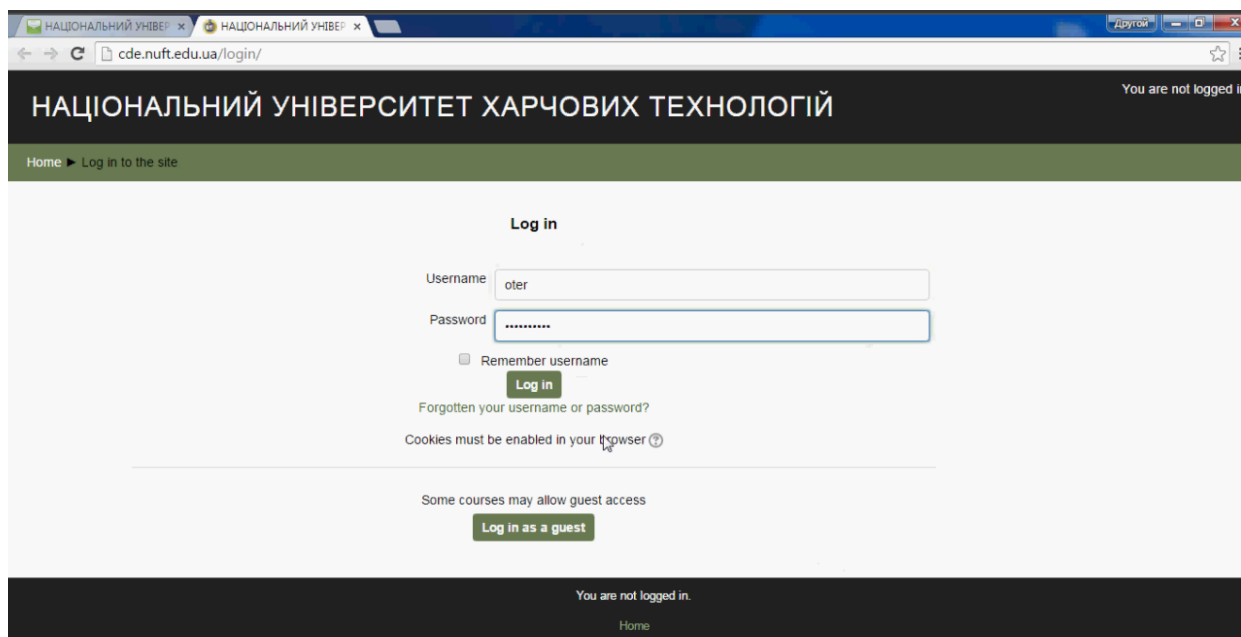 НАЦІОНАЛЬНИЙ УНІВЕР × НАЦІОНАЛЬНИЙ УНІВЕР × Другой
cde.nuft.edu.ua/login/
You are not logged in
НАЦІОНАЛЬНИЙ УНІВЕРСИТЕТ ХАРЧОВИХ ТЕХНОЛОГІЙ
Home ► Log in to the site
Log in
Username oter
Password ••••••••••
Remember username
Log in
Forgotten your username or password?
Cookies must be enabled in your browser
Some courses may allow guest access
Log in as a guest
You are not logged in.
Home